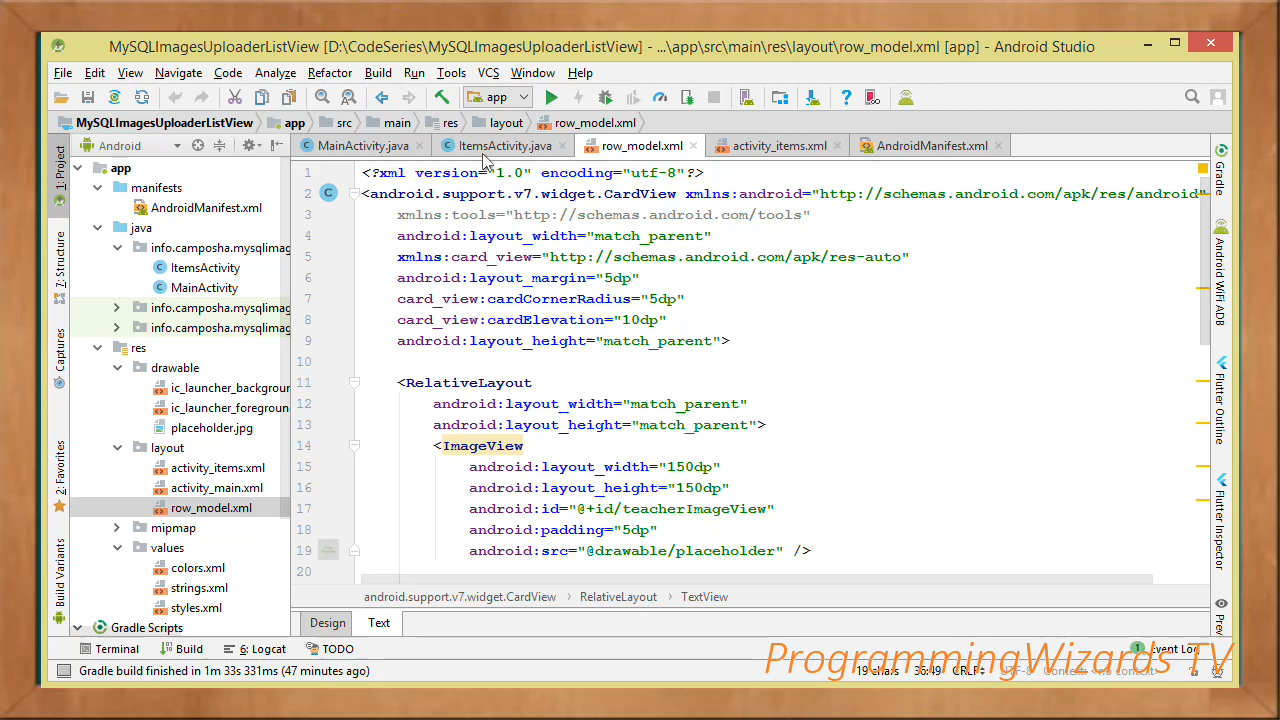 MySQLImagesUploaderListView [D:\CodeSeries\MySQLImagesUploaderListView] - ...\app\src\main\res\layout\row_model.xml [app] - Android Studio
File Edit View Navigate Code Analyze Refactor Build Run Tools VCS Window Help
app
MySQLImagesUploaderListView app src main res layout row_model.xml
Android
MainActivity.java ItemsActivity.java row_model.xml activity_items.xml AndroidManifest.xml
1: Project
7: Structure
Captures
2: Favorites
Build Variants
app
manifests
AndroidManifest.xml
java
info.camposha.mysqlimag
ItemsActivity
MainActivity
info.camposha.mysqlimag
info.camposha.mysqlimag
res
drawable
ic_launcher_backgroun
ic_launcher_foregroun
placeholder.jpg
layout
activity_items.xml
activity_main.xml
row_model.xml
mipmap
values
colors.xml
strings.xml
styles.xml
Gradle Scripts
1 <?xml version="1.0" encoding="utf-8"?>
2 <android.support.v7.widget.CardView xmlns:android="http://schemas.android.com/apk/res/android"
3 xmlns:tools="http://schemas.android.com/tools"
4 android:layout_width="match_parent"
5 xmlns:card_view="http://schemas.android.com/apk/res-auto"
6 android:layout_margin="5dp"
7 card_view:cardCornerRadius="5dp"
8 card_view:cardElevation="10dp"
9 android:layout_height="match_parent">
10
11 <RelativeLayout
12 android:layout_width="match_parent"
13 android:layout_height="match_parent">
14 <ImageView
15 android:layout_width="150dp"
16 android:layout_height="150dp"
17 android:id="@+id/teacherImageView"
18 android:padding="5dp"
19 android:src="@drawable/placeholder" />
20
android.support.v7.widget.CardView RelativeLayout TextView
Design Text
Gradle
Android WiFi ADB
Flutter Outline
Flutter Inspector
Prev
Terminal Build 6: Logcat TODO
1 Event Log
ProgrammingWizards TV
Gradle build finished in 1m 33s 331ms (47 minutes ago)
19 chars 36:49 CRLF UTF-8 Context: <no context>